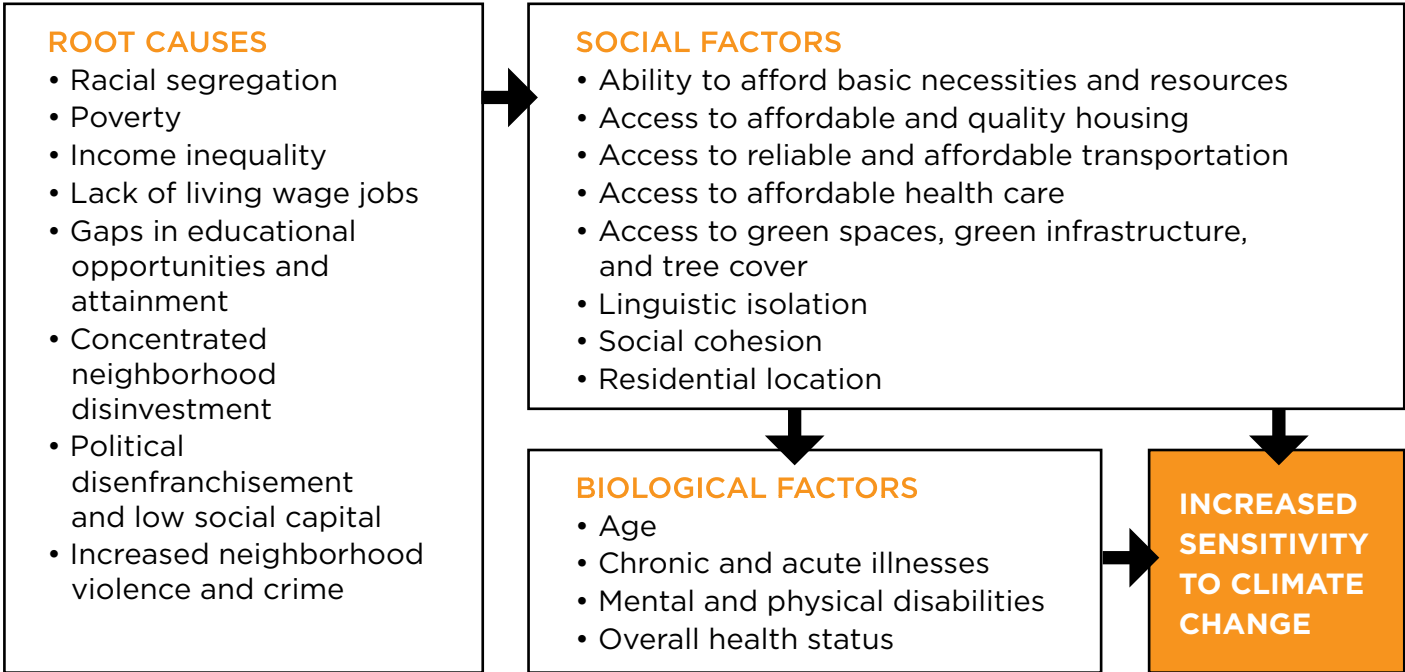 ROOT CAUSES
• Racial segregation
• Poverty
• Income inequality
• Lack of living wage jobs
• Gaps in educational
opportunities and
attainment
• Concentrated
neighborhood
disinvestment
• Political
disenfranchisement
and low social capital
• Increased neighborhood
violence and crime
SOCIAL FACTORS
• Ability to afford basic necessities and resources
• Access to affordable and quality housing
• Access to reliable and affordable transportation
• Access to affordable health care
• Access to green spaces, green infrastructure,
and tree cover
• Linguistic isolation
• Social cohesion
• Residential location
BIOLOGICAL FACTORS
• Age
• Chronic and acute illnesses
• Mental and physical disabilities
• Overall health status
INCREASED
SENSITIVITY
TO CLIMATE
CHANGE